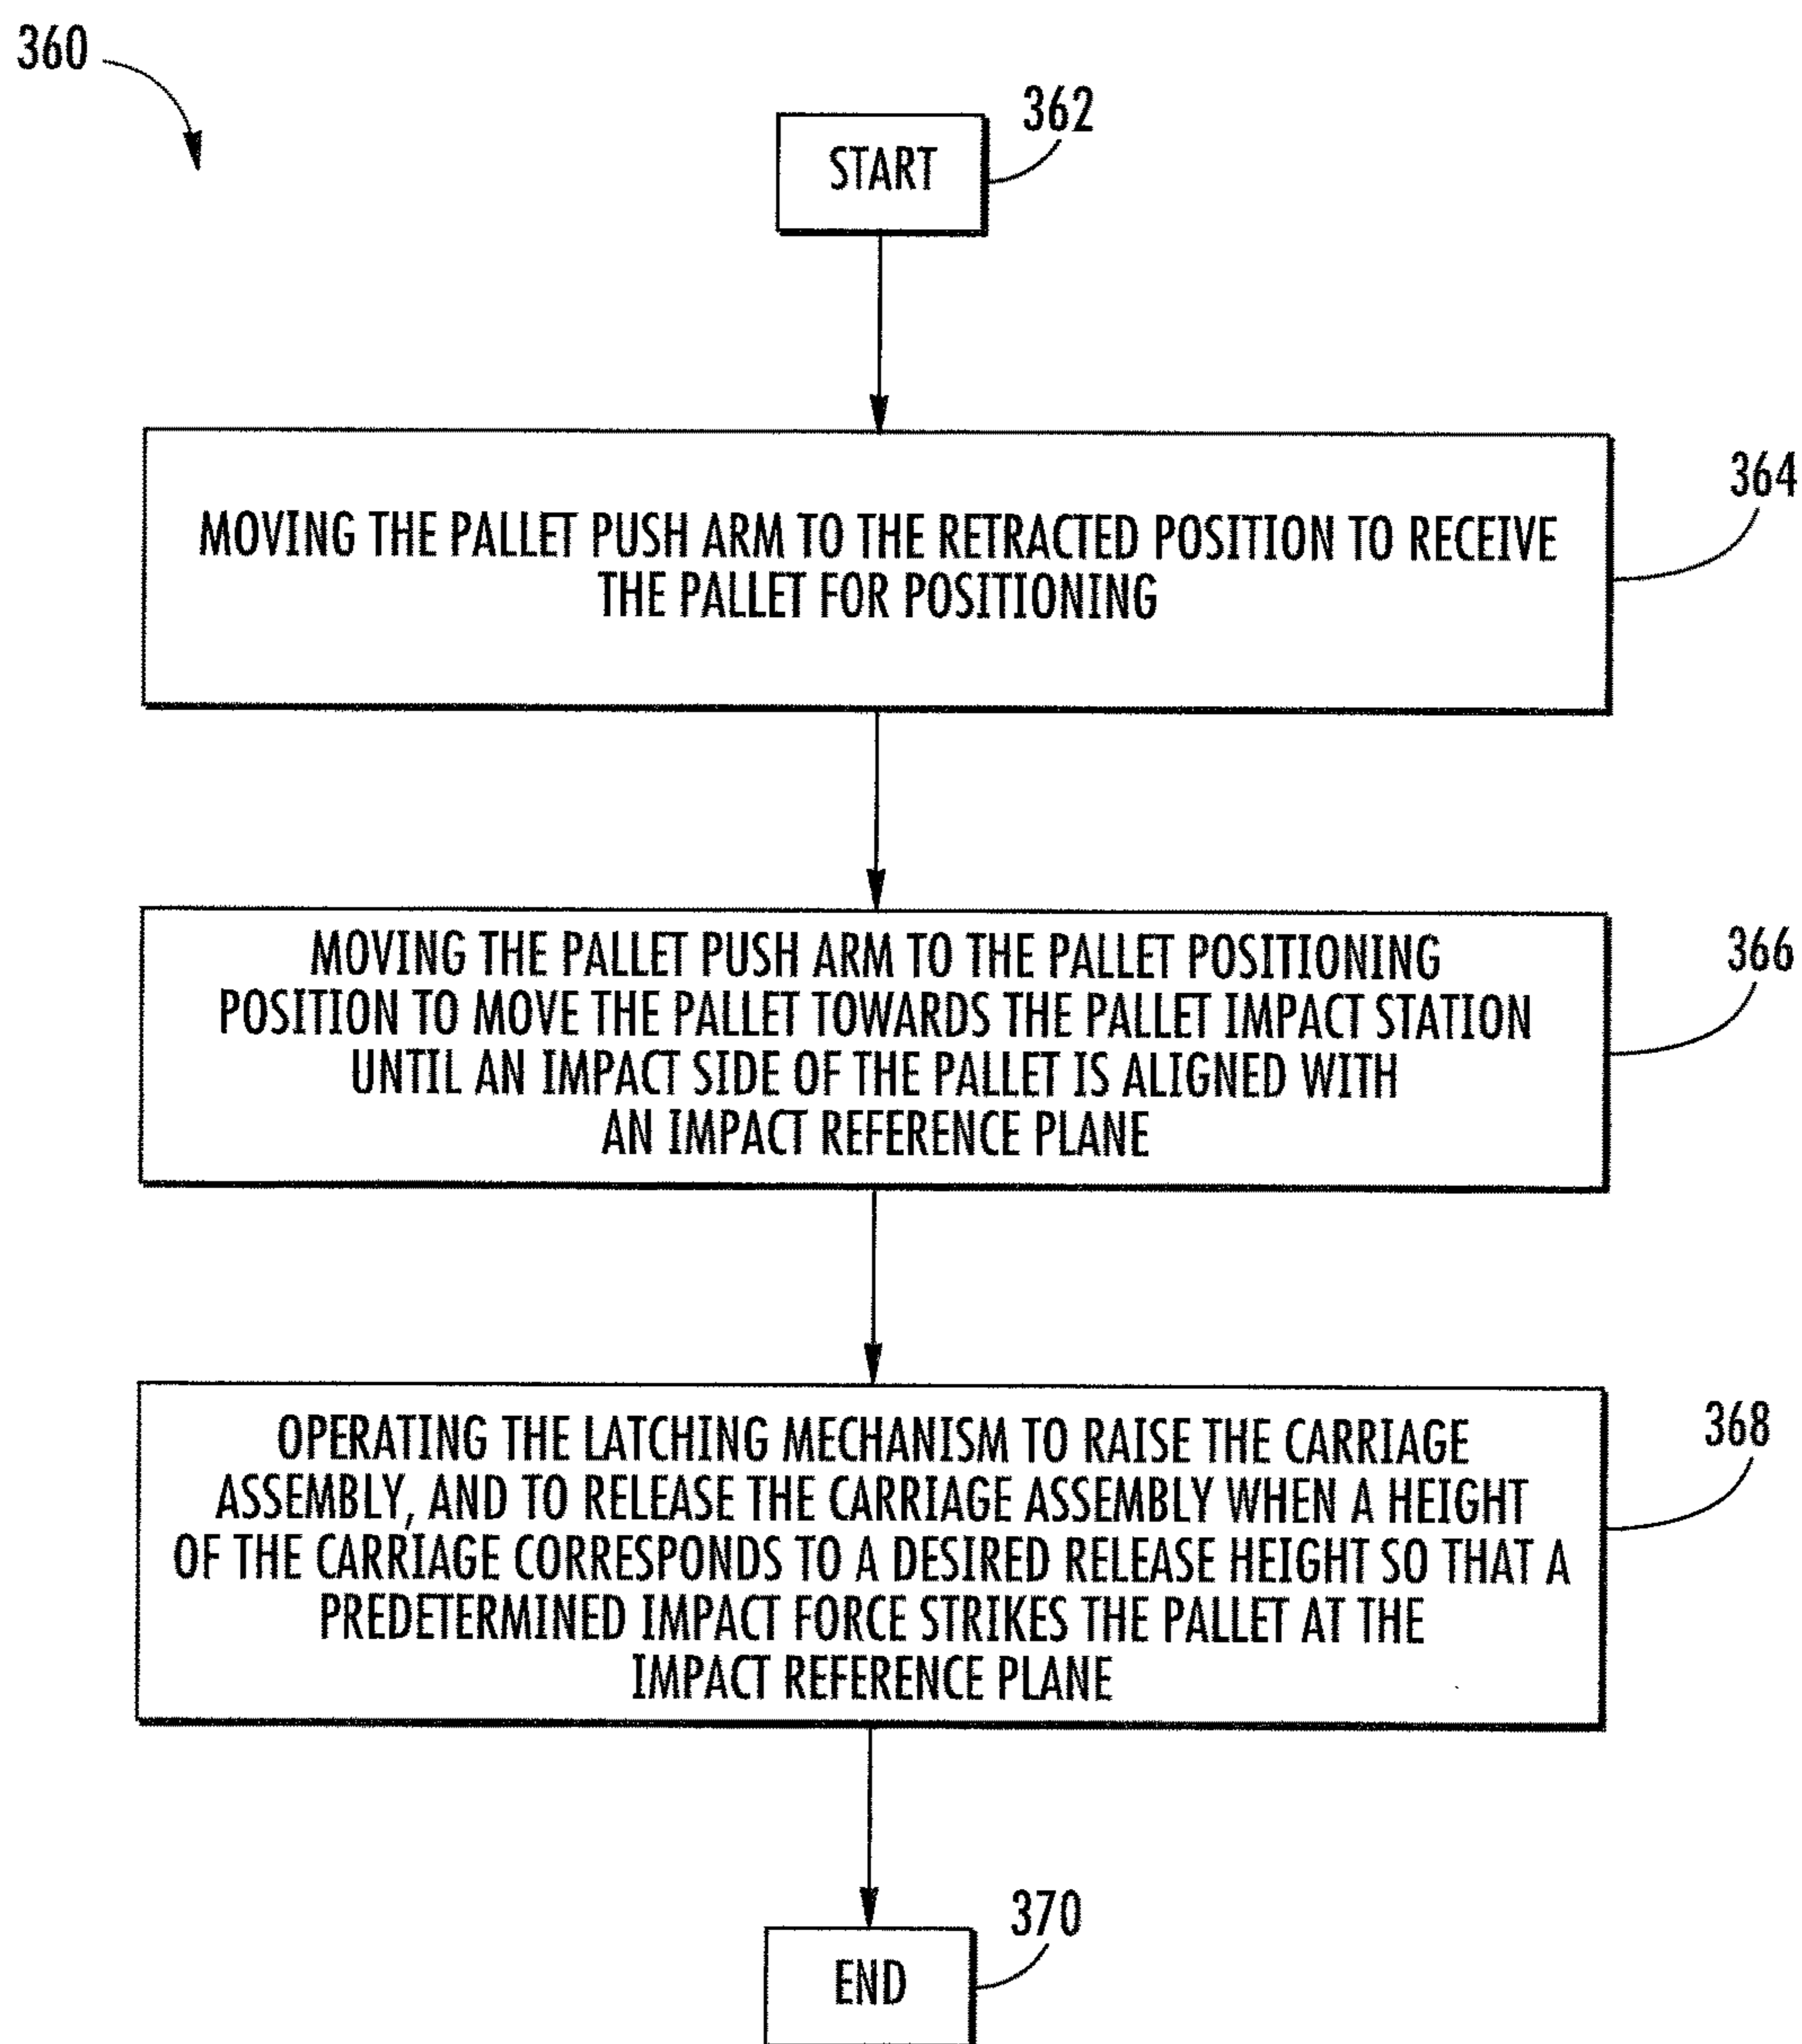 360
362
START
364
MOVING THE PALLET PUSH ARM TO THE RETRACTED POSITION TO RECEIVE
THE PALLET FOR POSITIONING
366
MOVING THE PALLET PUSH ARM TO THE PALLET POSITIONING
POSITION TO MOVE THE PALLET TOWARDS THE PALLET IMPACT STATION
UNTIL AN IMPACT SIDE OF THE PALLET IS ALIGNED WITH
AN IMPACT REFERENCE PLANE
368
OPERATING THE LATCHING MECHANISM TO RAISE THE CARRIAGE
ASSEMBLY, AND TO RELEASE THE CARRIAGE ASSEMBLY WHEN A HEIGHT
OF THE CARRIAGE CORRESPONDS TO A DESIRED RELEASE HEIGHT SO THAT A
PREDETERMINED IMPACT FORCE STRIKES THE PALLET AT THE
IMPACT REFERENCE PLANE
370
END